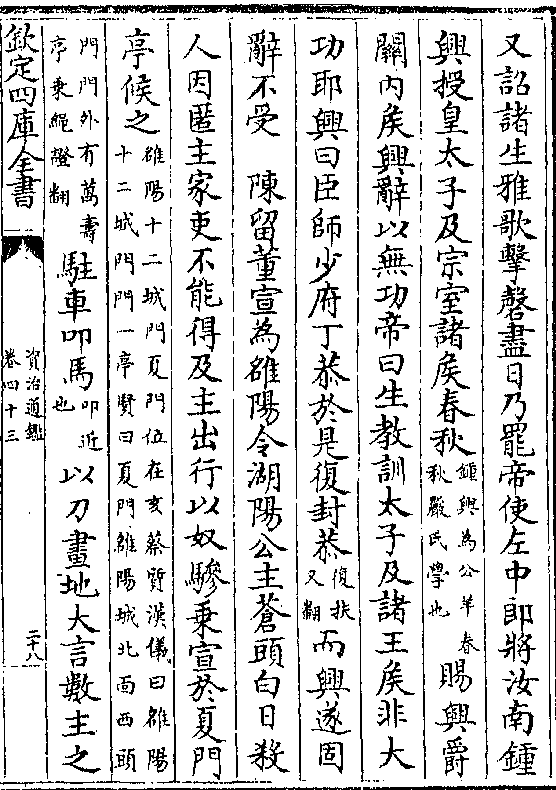 又詔諸生雅歌擊磬盡日乃罷帝使左中郎將汝南鍾
興授皇太子及宗室諸侯春秋鍾興為公羊春秋嚴氏學也賜興爵
關内侯興辭以無功帝曰生教訓太子及諸王侯非大
功耶興曰臣師少府丁恭於是復封恭復扶又翻而興遂固
辭不受　陳留董宣為雒陽令湖陽公主蒼頭白日殺
人因匿主家吏不能得及主出行以奴驂乘宣於夏門
亭候之雒陽十二城門夏門位在亥蔡質漢儀曰雒陽十二城門門一亭賢曰夏門雒陽城北面西頭
門門外有萬壽亭乘繩證翻駐車叩馬叩近也以刀畫地大言數主之
欽定四庫全書
資治通鑑
卷四十三
二十八